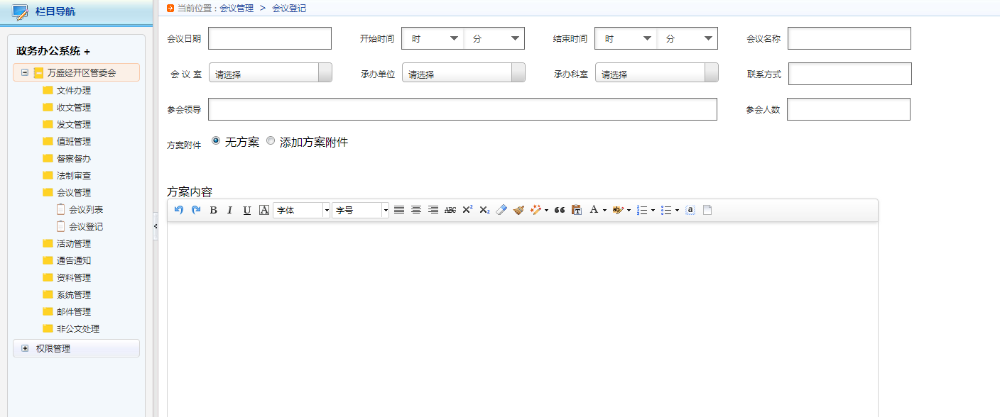 栏目导航
政务办公系统 +
万盛经开区管委会
文件办理
收文管理
发文管理
值班管理
督察督办
法制审查
会议管理
会议列表
会议登记
活动管理
通告通知
资料管理
系统管理
邮件管理
非公文处理
权限管理
当前位置：会议管理 > 会议登记
会议日期 开始时间 时 分 结束时间 时 分 会议名称
会 议 室 请选择 承办单位 请选择 承办科室 请选择 联系方式
参会领导 参会人数
方案附件 无方案 添加方案附件
方案内容
B I U A 字体 字号 ABC X² X₂ A ab a